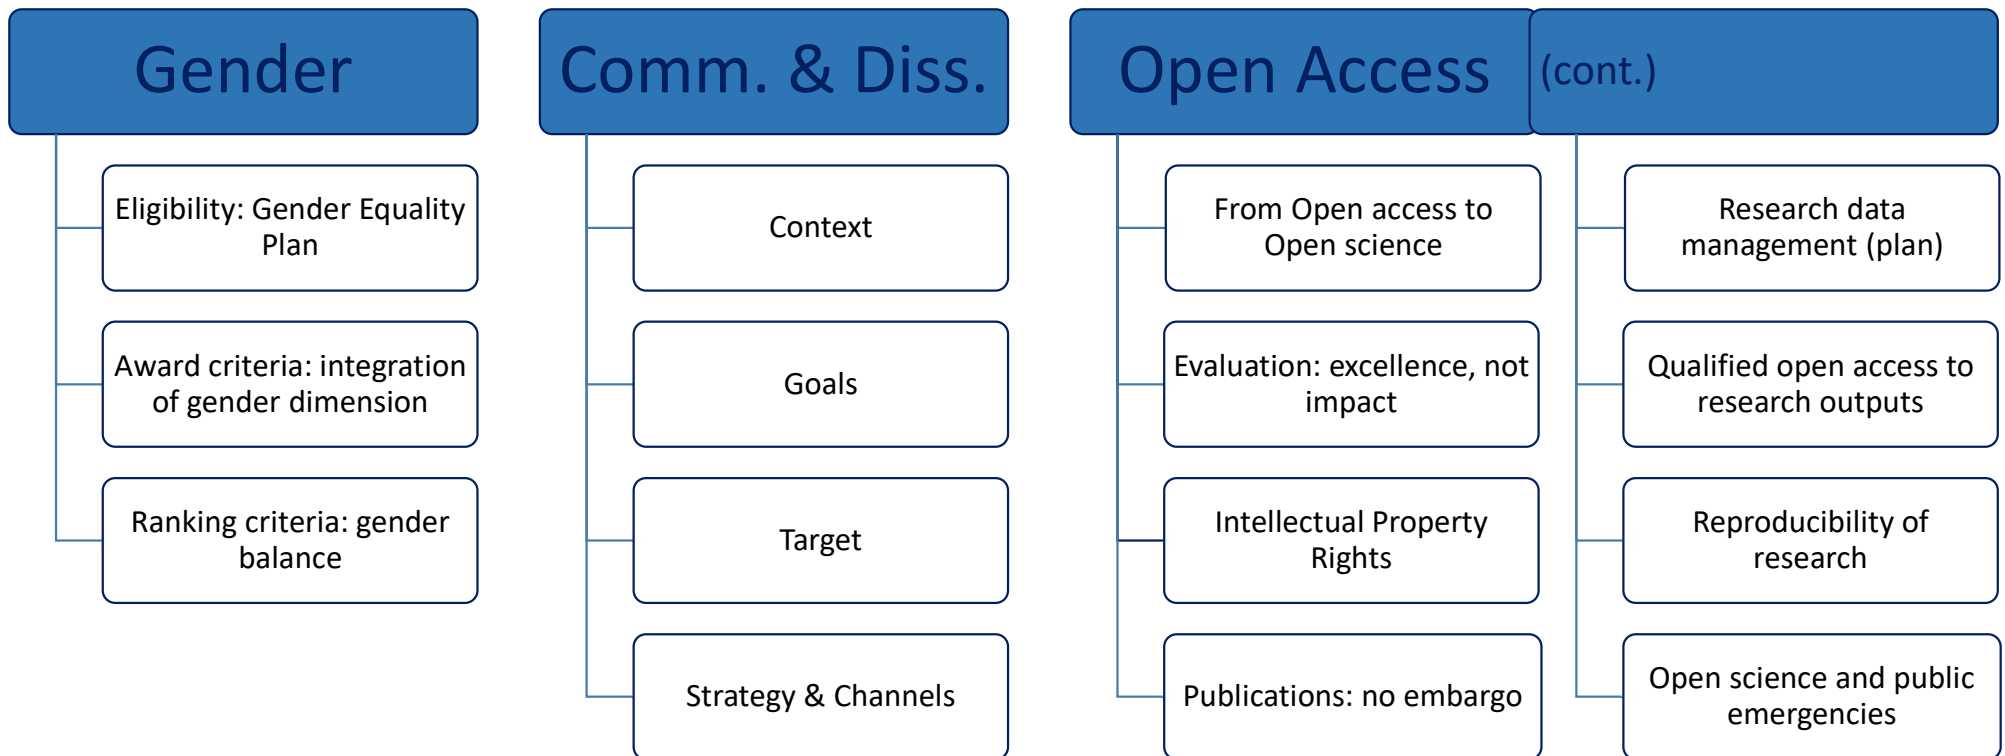 Gender
Eligibility: Gender Equality
Plan
Award criteria: integration
of gender dimension
Ranking criteria: gender
balance
Comm. & Diss.
Context
Goals
Target
Strategy & Channels
Open Access
From Open access to
Open science
Evaluation: excellence, not
impact
Intellectual Property
Rights
Publications: no embargo
(cont.)
Research data
management (plan)
Qualified open access to
research outputs
Reproducibility of
research
Open science and public
emergencies